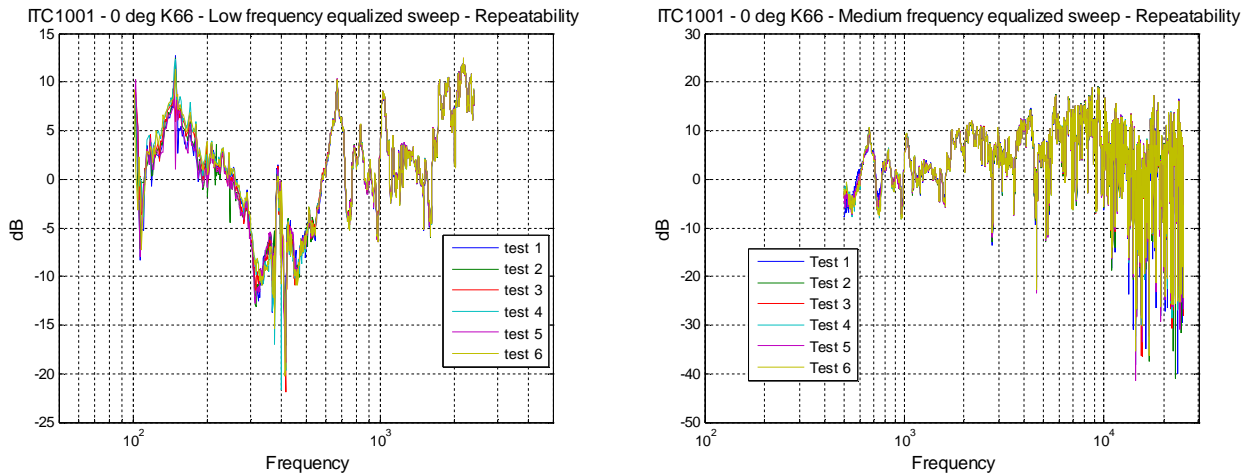 ITC1001 - 0 deg K66 - Low frequency equalized sweep - Repeatability
15
10
5
0
-5
-10
-15
-20
-25
dB
10^2
10^3
Frequency
test 1
test 2
test 3
test 4
test 5
test 6
ITC1001 - 0 deg K66 - Medium frequency equalized sweep - Repeatability
30
20
10
0
-10
-20
-30
-40
-50
dB
10^2
10^3
10^4
Frequency
Test 1
Test 2
Test 3
Test 4
Test 5
Test 6